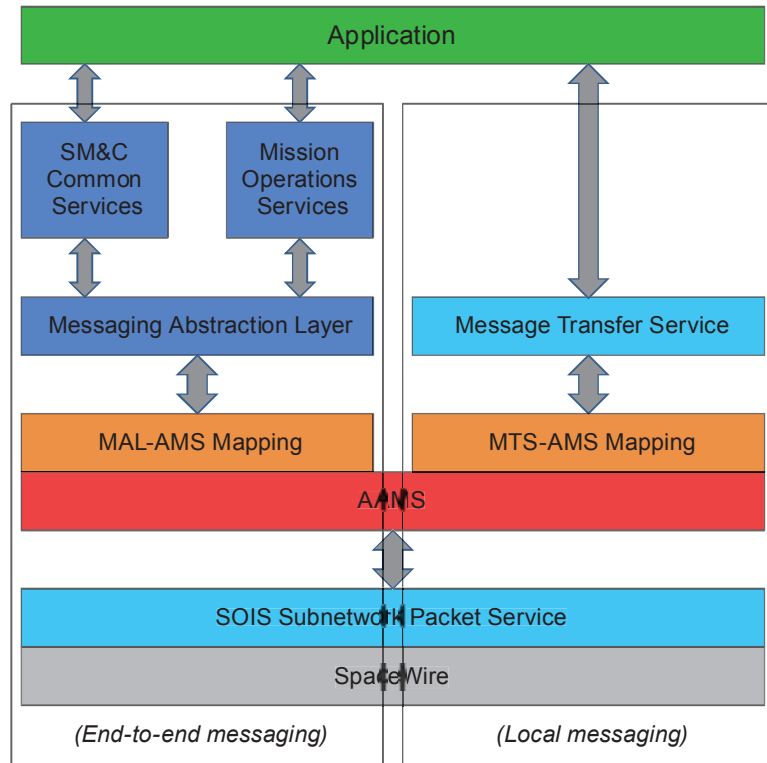 Application
SM&C
Common
Services
Mission
Operations
Services
Messaging Abstraction Layer
Message Transfer Service
MAL-AMS Mapping
MTS-AMS Mapping
AAMS
SOIS Subnetwork Packet Service
SpaceWire
(End-to-end messaging)
(Local messaging)